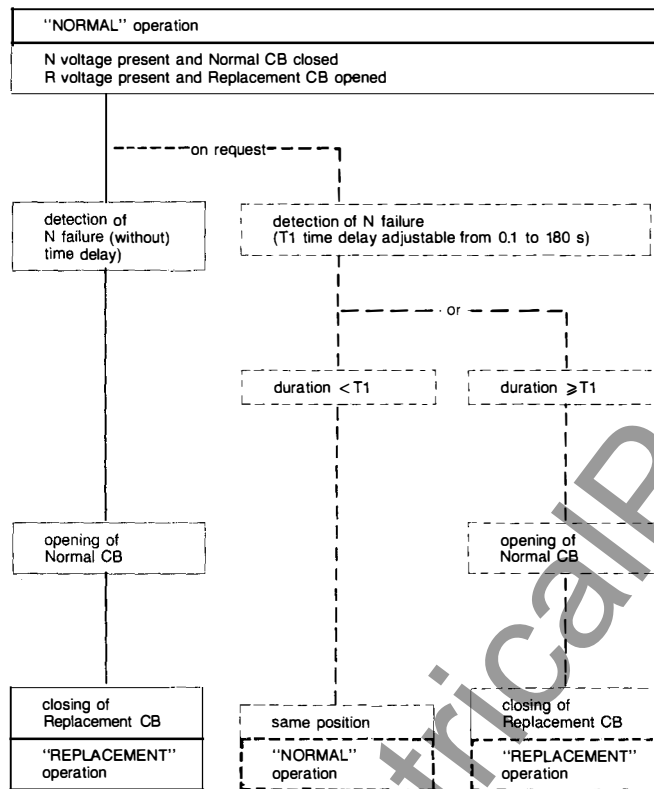 "NORMAL" operation
N voltage present and Normal CB closed
R voltage present and Replacement CB opened
on request
detection of
N failure (without)
time delay)
detection of N failure
(T1 time delay adjustable from 0.1 to 180 s)
or
duration < T1
duration ⩾T1
opening of
Normal CB
opening of
Normal CB
closing of
Replacement CB
same position
closing of
Replacement CB
"REPLACEMENT"
operation
"NORMAL"
operation
"REPLACEMENT"
operation
tricalP